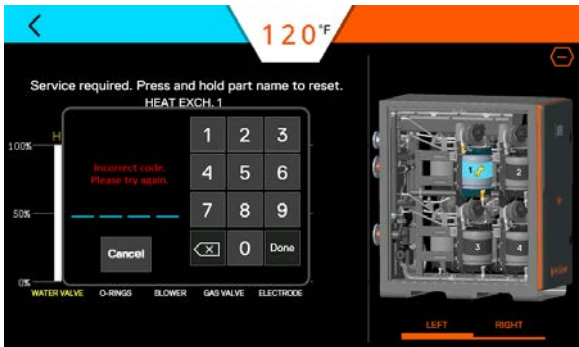 120°F
Service required. Press and hold part name to reset.
HEAT EXCH. 1
H
100%
50%
0%
Incorrect code.
Please try again.
Cancel
1 2 3
4 5 6
7 8 9
0 Done
WATER VALVE O-RINGS BLOWER GAS VALVE ELECTRODE
1 2
3 4
LEFT RIGHT